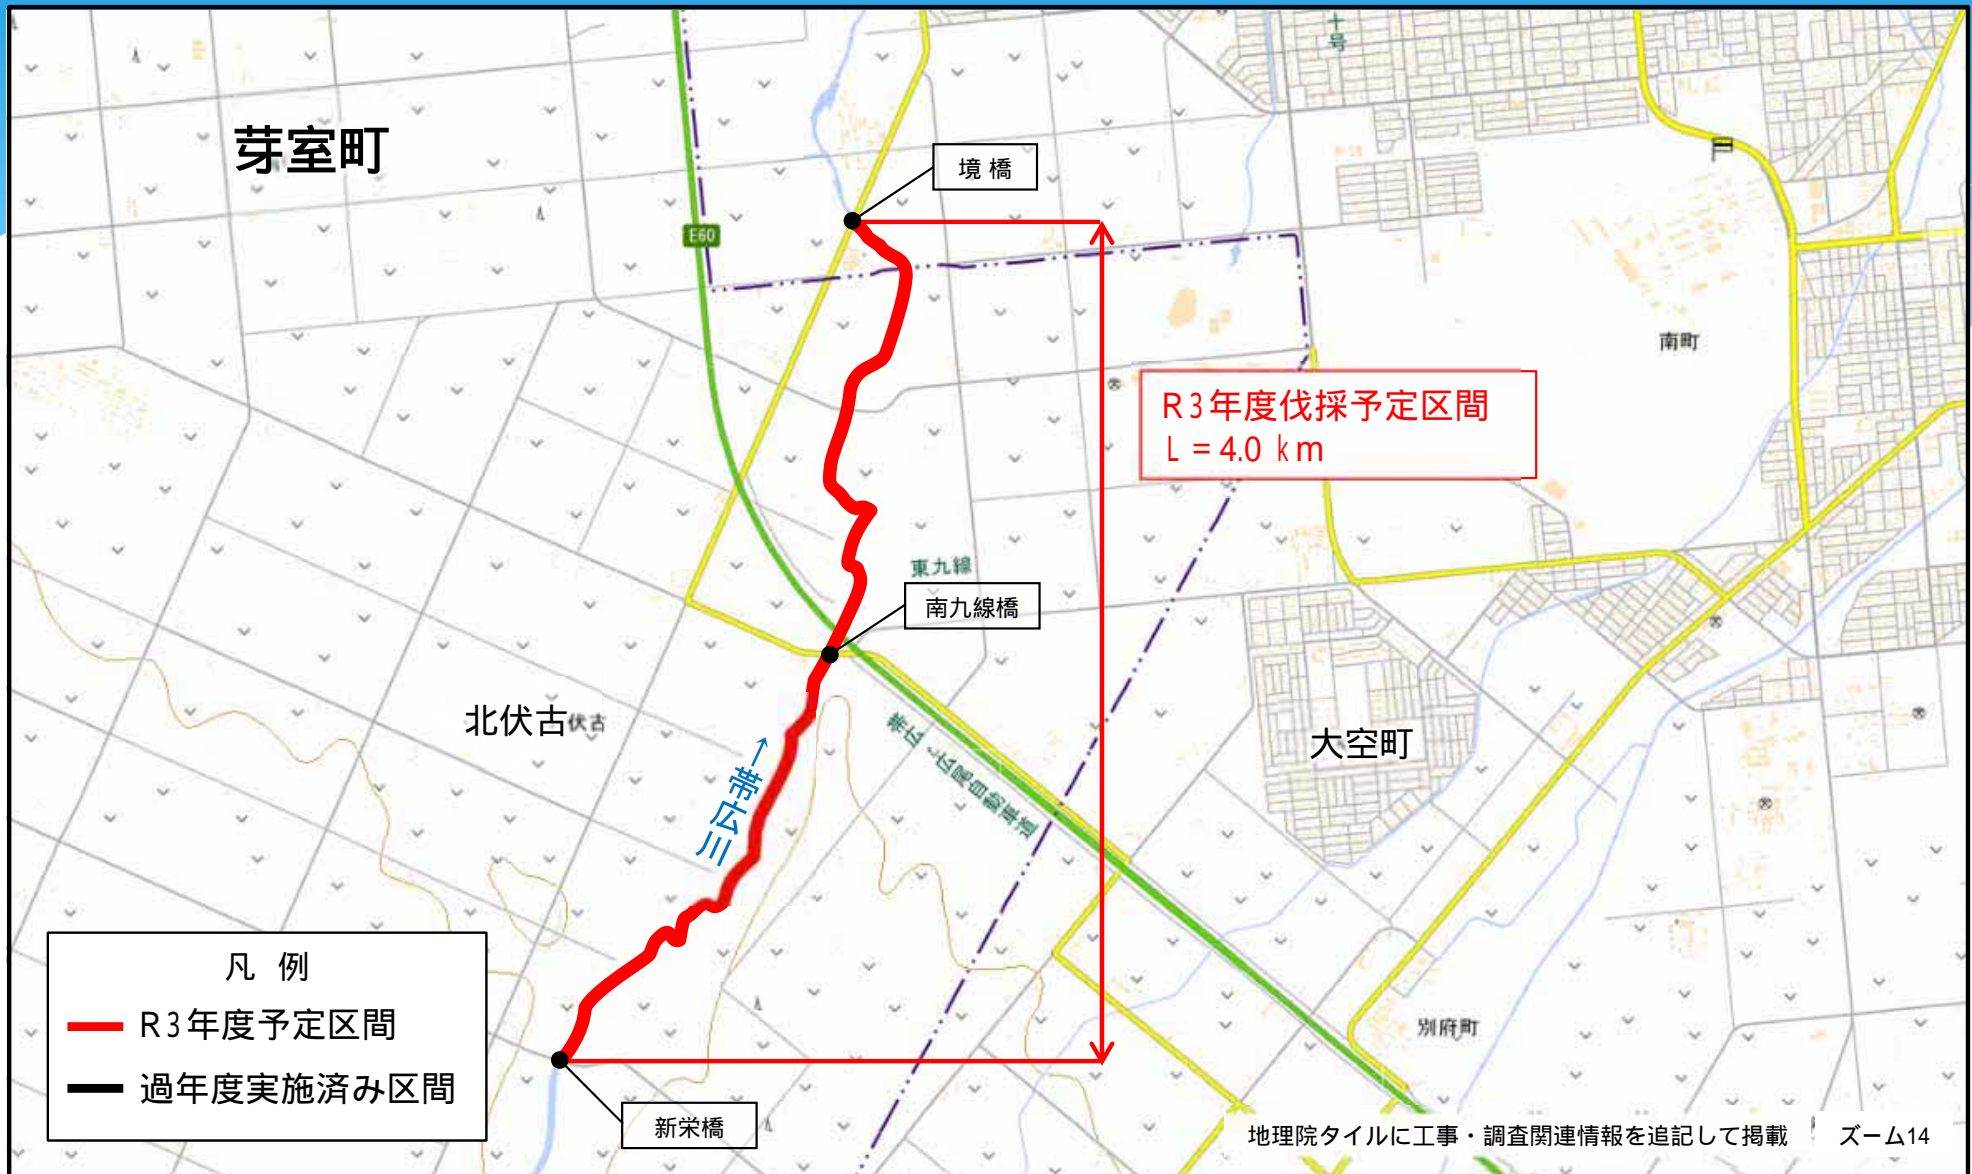 十号
芽室町
境橋
E60
南町
R3年度伐採予定区間
L=4.0km
東九線
南九線橋
北伏古
伏古
帯広・広尾自動車道
大空町
→帯広川
凡 例
R3年度予定区間
過年度実施済み区間
別府町
新栄橋
地理院タイルに工事・調査関連情報を追記して掲載 ズーム14